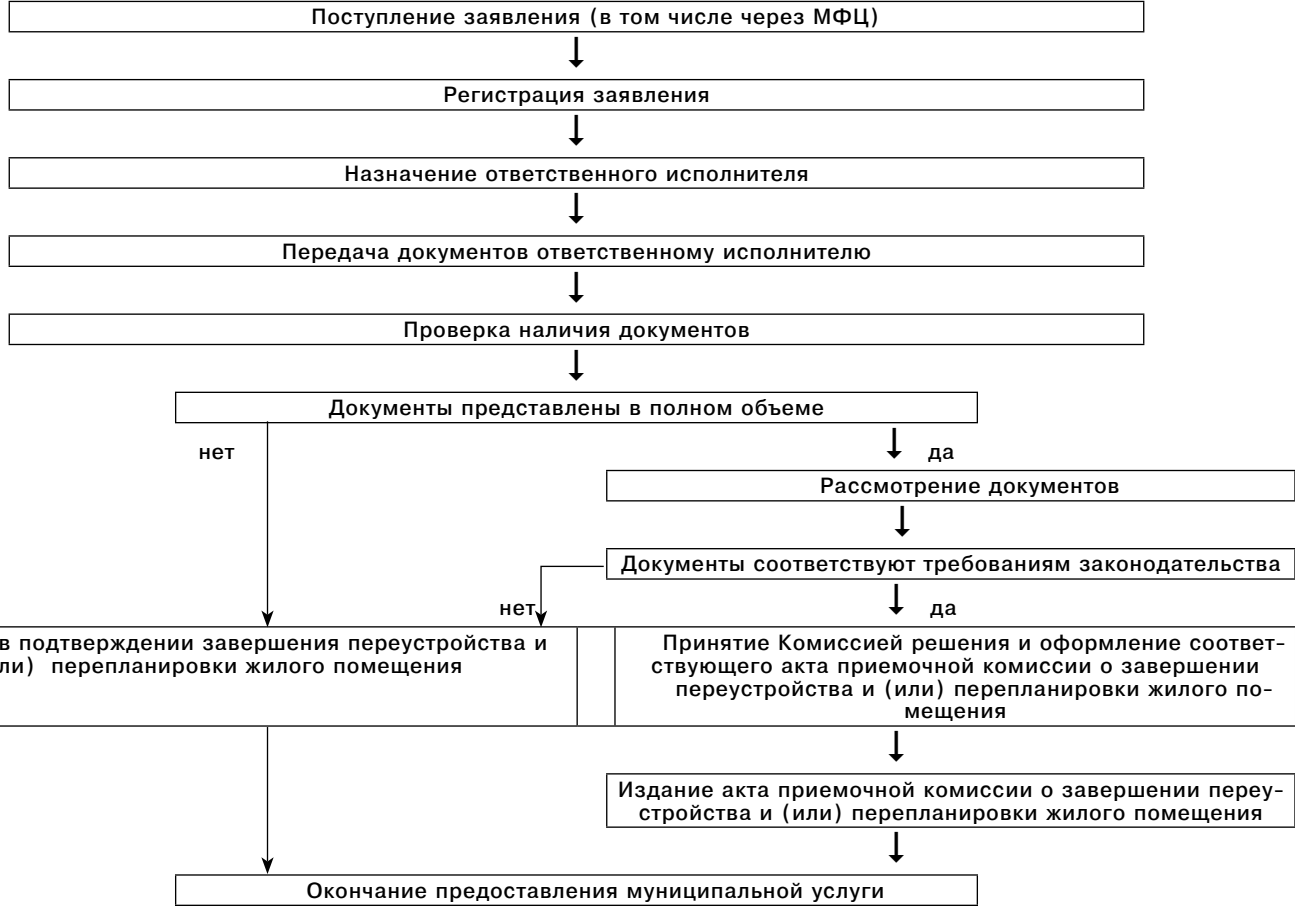 Поступление заявления (в том числе через МФЦ)
Регистрация заявления
Назначение ответственного исполнителя
Передача документов ответственному исполнителю
Проверка наличия документов
Документы представлены в полном объеме
нет
да
Рассмотрение документов
Документы соответствуют требованиям законодательства
нет
да
в подтверждении завершения переустройства и
ли) перепланировки жилого помещения
Принятие Комиссией решения и оформление соответ-
ствующего акта приемочной комиссии о завершении
переустройства и (или) перепланировки жилого по-
мещения
Издание акта приемочной комиссии о завершении переу-
стройства и (или) перепланировки жилого помещения
Окончание предоставления муниципальной услуги